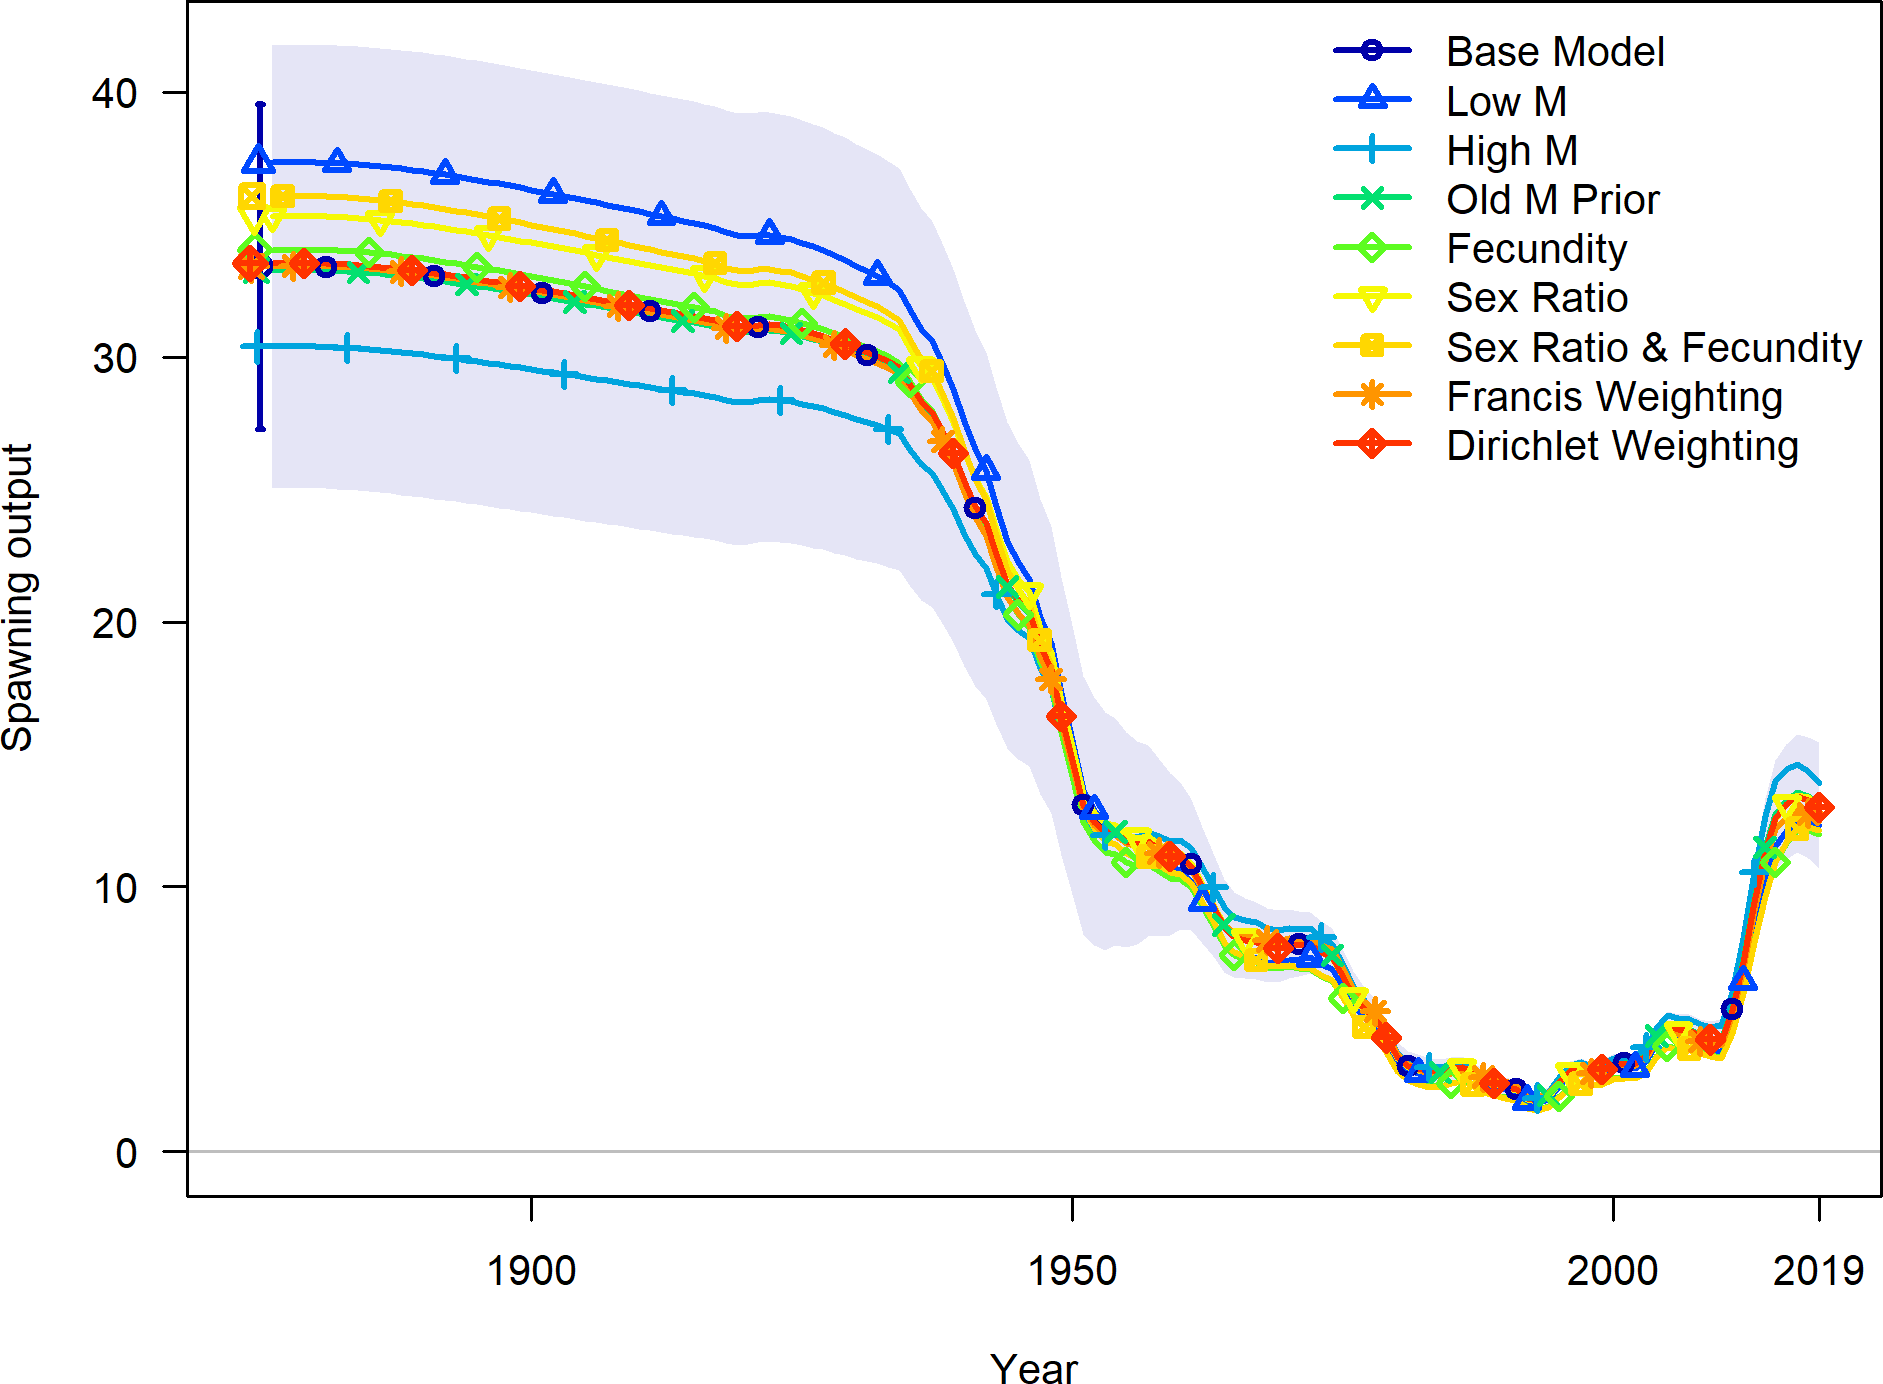 Base Model
Low M
High M
Old M Prior
Fecundity
Sex Ratio
Sex Ratio & Fecundity
Francis Weighting
Dirichlet Weighting
Spawning output
40
30
20
10
0
1900
1950
2000
2019
Year